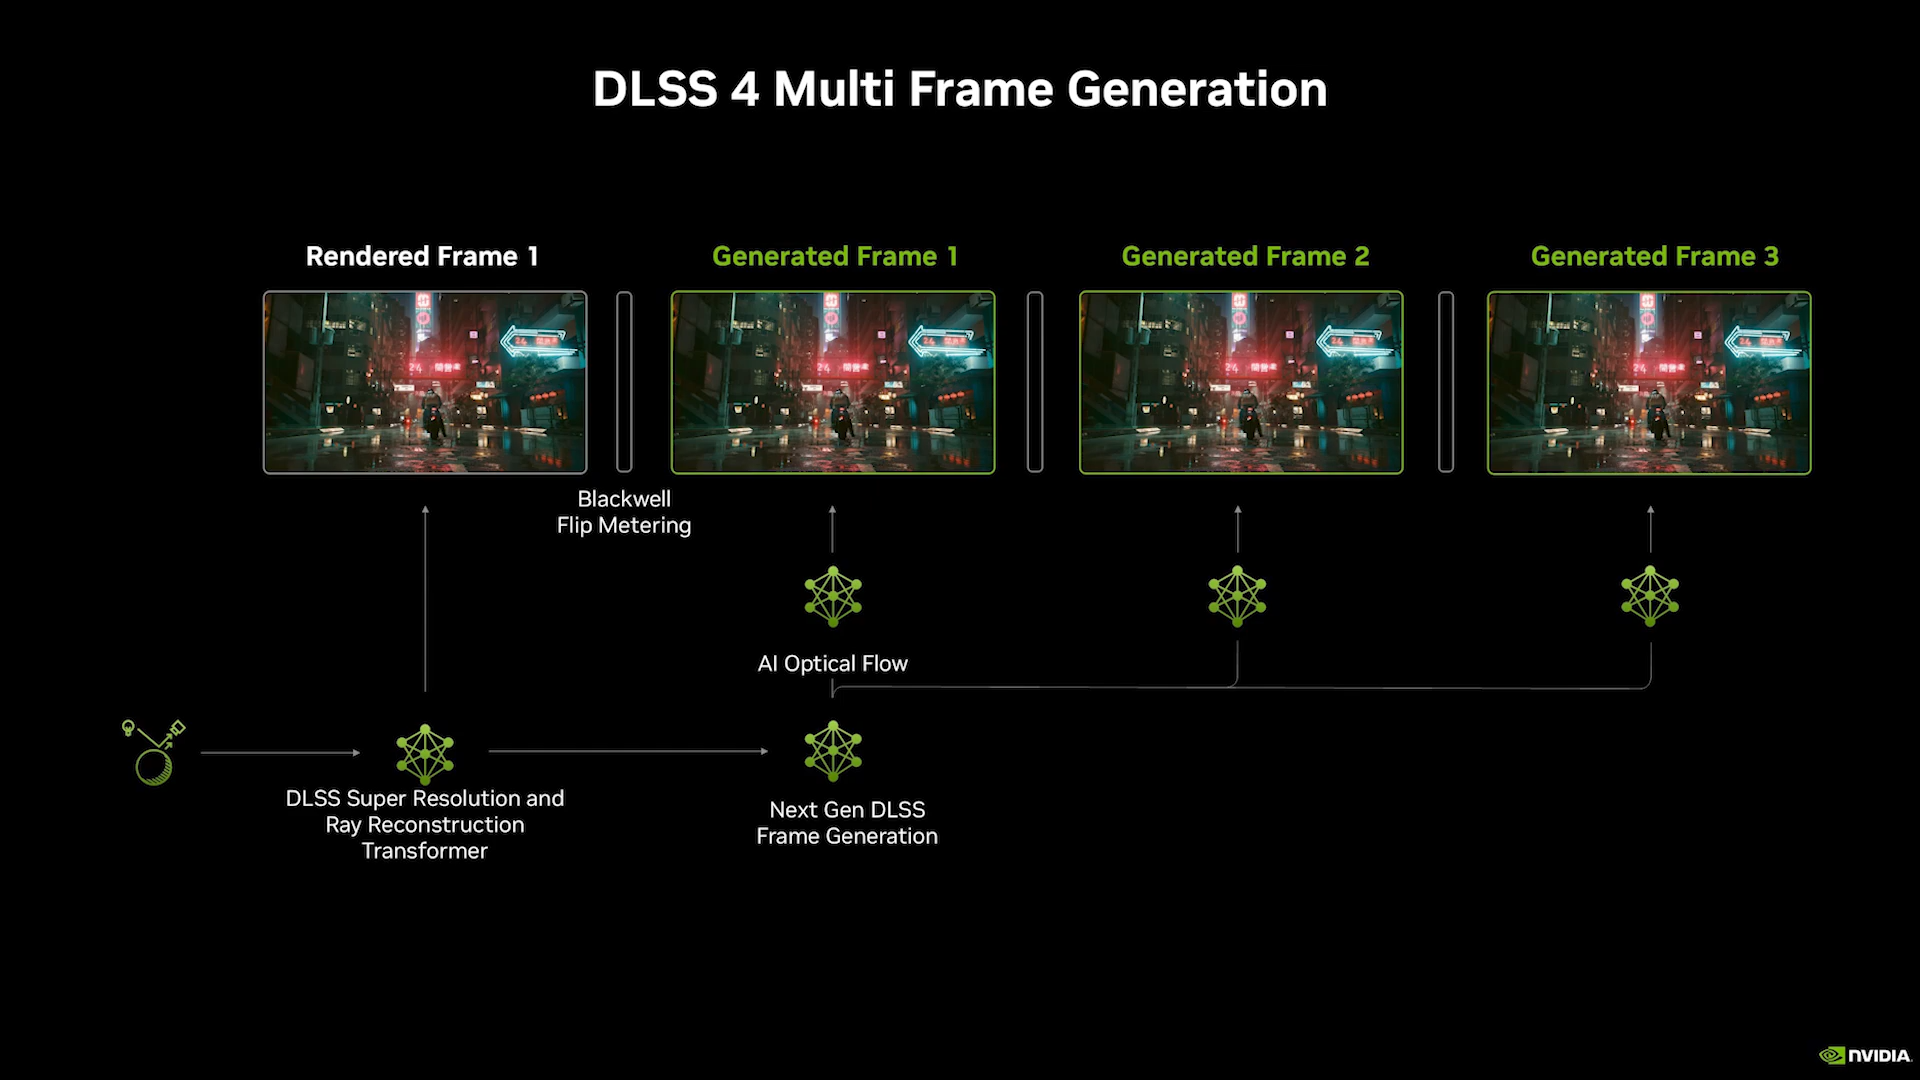 DLSS 4 Multi Frame Generation
Rendered Frame 1
Generated Frame 1
Generated Frame 2
Generated Frame 3
Blackwell
Flip Metering
AI Optical Flow
DLSS Super Resolution and
Ray Reconstruction
Transformer
Next Gen DLSS
Frame Generation
NVIDIA